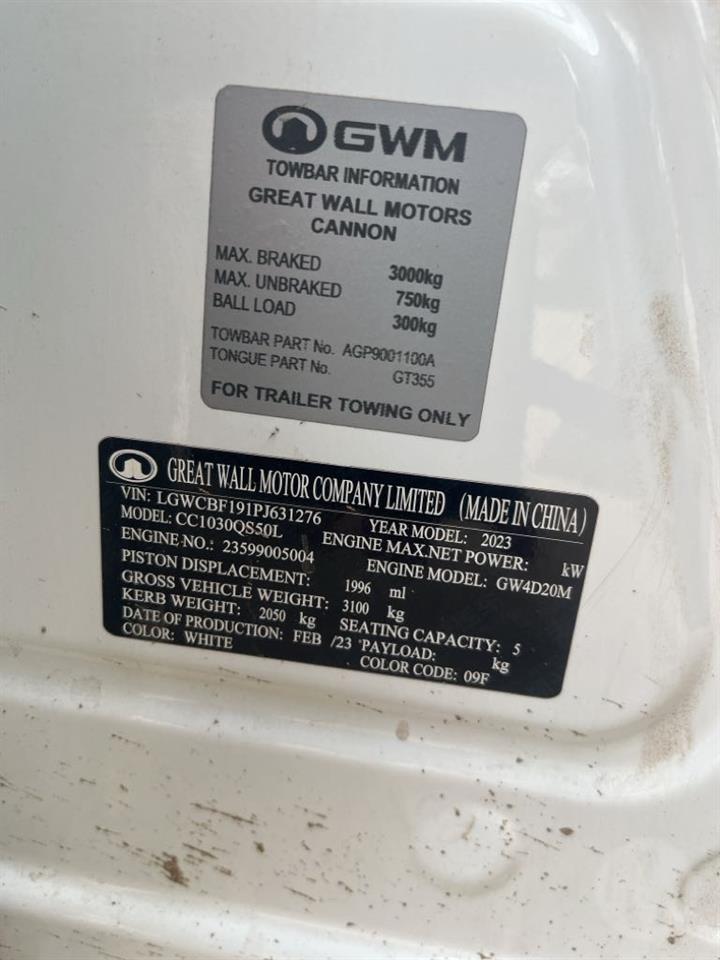 GWM
TOWBAR INFORMATION
GREAT WALL MOTORS
CANNON
MAX. BRAKED 3000kg
MAX. UNBRAKED 750kg
BALL LOAD 300kg
TOWBAR PART No. AGP9001100A
TONGUE PART No. GT355
FOR TRAILER TOWING ONLY
GREAT WALL MOTOR COMPANY LIMITED (MADE IN CHINA)
VIN: LGWCBF191PJ631276 YEAR MODEL: 2023
MODEL: CC1030QS50L ENGINE MAX.NET POWER: kW
ENGINE NO.: 23599005004 ENGINE MODEL: GW4D20M
PISTON DISPLACEMENT: 1996 ml
GROSS VEHICLE WEIGHT: 3100 kg
KERB WEIGHT: 2050 kg SEATING CAPACITY: 5
DATE OF PRODUCTION: FEB /23 PAYLOAD: kg
COLOR: WHITE COLOR CODE: 09F